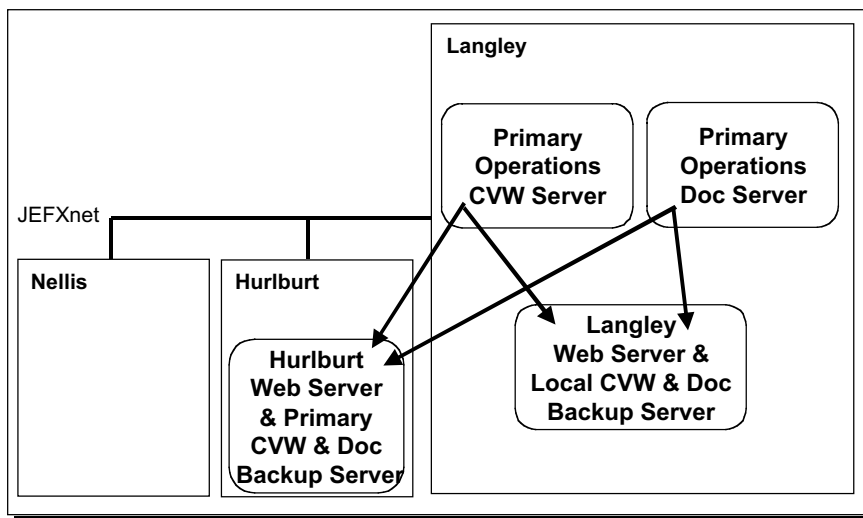 Langley
Primary
Operations
CVW Server
Primary
Operations
Doc Server
JEFXnet
Nellis
Hurlburt
Hurlburt
Web Server
& Primary
CVW & Doc
Backup Server
Langley
Web Server &
Local CVW & Doc
Backup Server